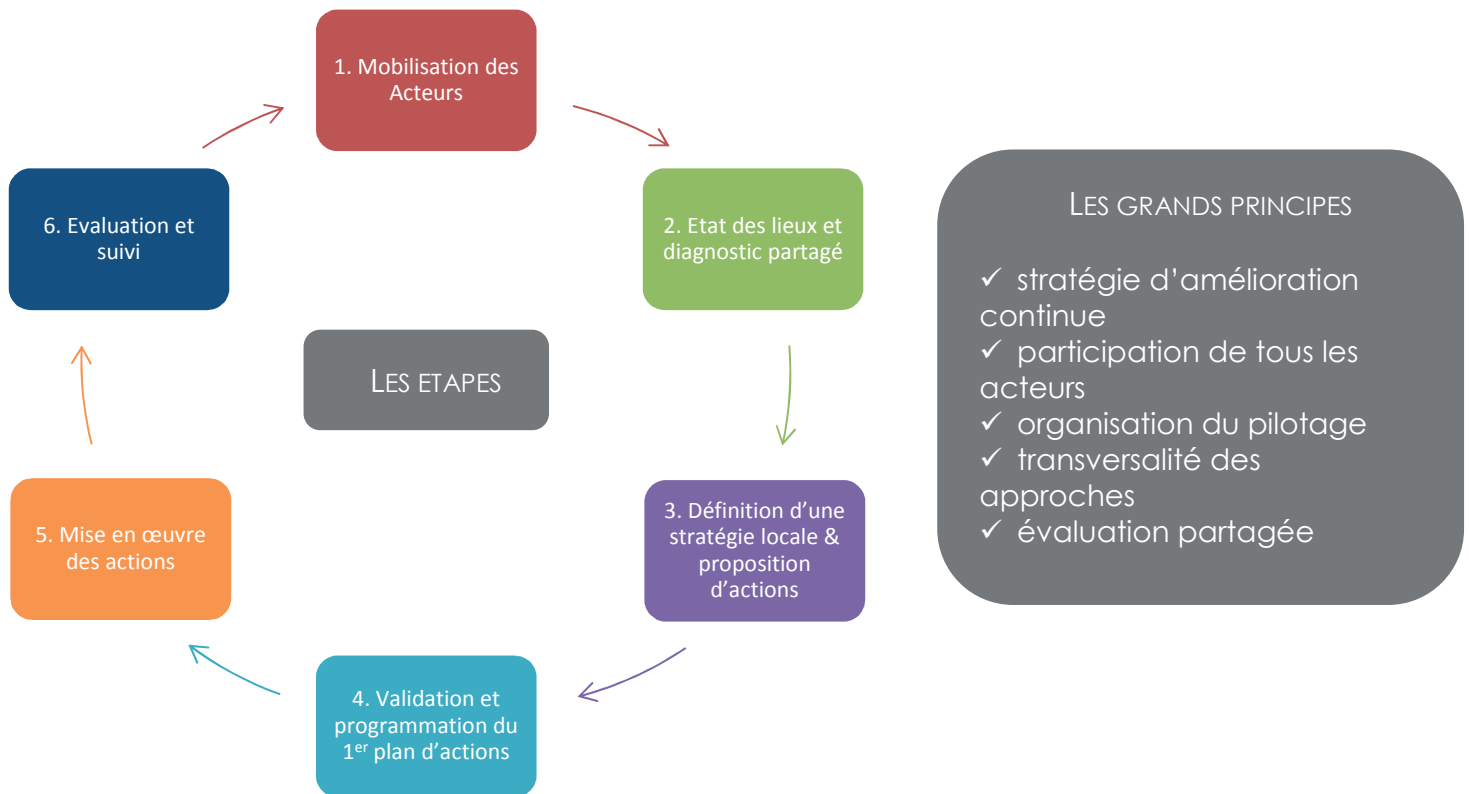 1. Mobilisation des
Acteurs
2. Etat des lieux et
diagnostic partagé
3. Définition d’une
stratégie locale &
proposition
d’actions
4. Validation et
programmation du
1er plan d’actions
5. Mise en œuvre
des actions
6. Evaluation et
suivi
LES ETAPES
LES GRANDS PRINCIPES
✓ stratégie d’amélioration
continue
✓ participation de tous les
acteurs
✓ organisation du pilotage
✓ transversalité des
approches
✓ évaluation partagée